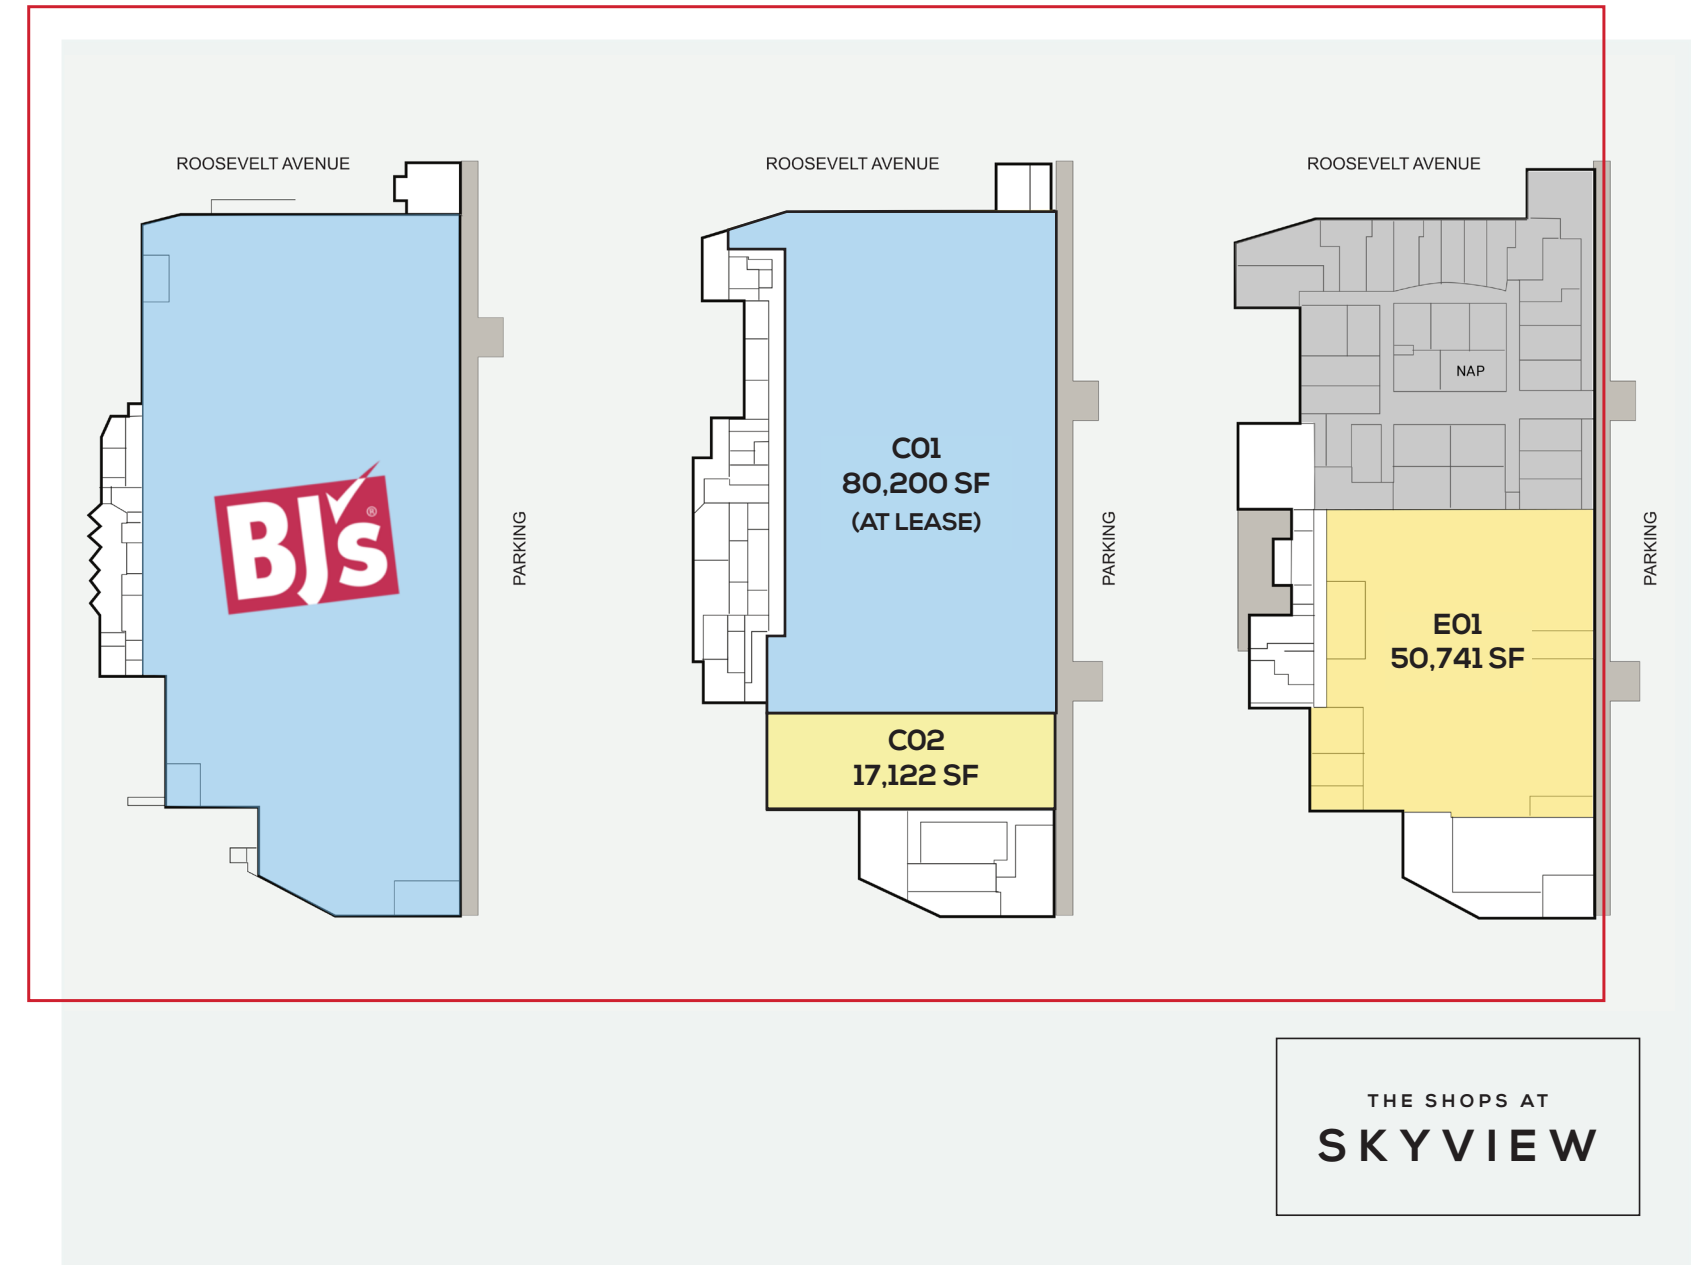 ROOSEVELT AVENUE
BJ's®
PARKING
ROOSEVELT AVENUE
C01
80,200 SF
(AT LEASE)
C02
17,122 SF
PARKING
ROOSEVELT AVENUE
NAP
E01
50,741 SF
PARKING
THE SHOPS AT
SKYVIEW